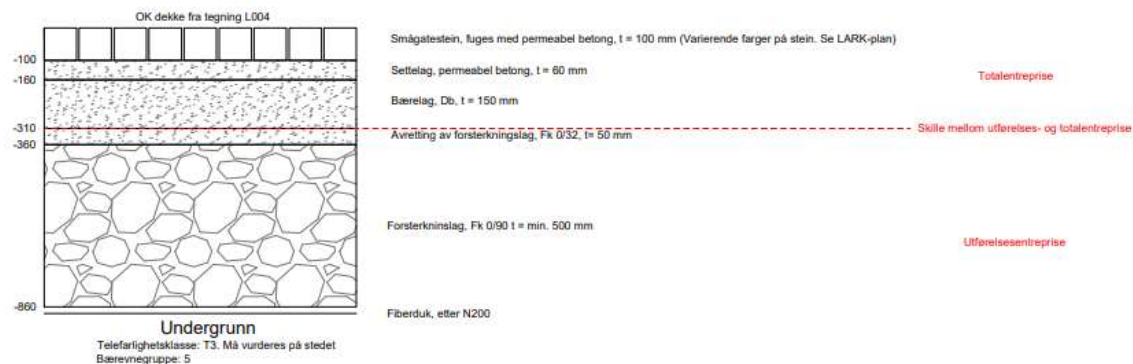 OK dekke fra tegning L004
Smågatestein, fuges med permeabel betong, t = 100 mm (Varierende farger på stein. Se LARK-plan)
-100
Settelag, permeabel betong, t = 60 mm
Totalentreprise
-160
Bærelag, Db, t = 150 mm
-310
Skille mellom utførelses- og totalentreprise
Avretting av forsterkningslag, Fk 0/32, t= 50 mm
-360
Forsterkninslag, Fk 0/90 t = min. 500 mm
Utførelsesentreprise
-860
Fiberduk, etter N200
Undergrunn
Telefarlighetsklasse: T3. Må vurderes på stedet
Bæreevnegruppe: 5